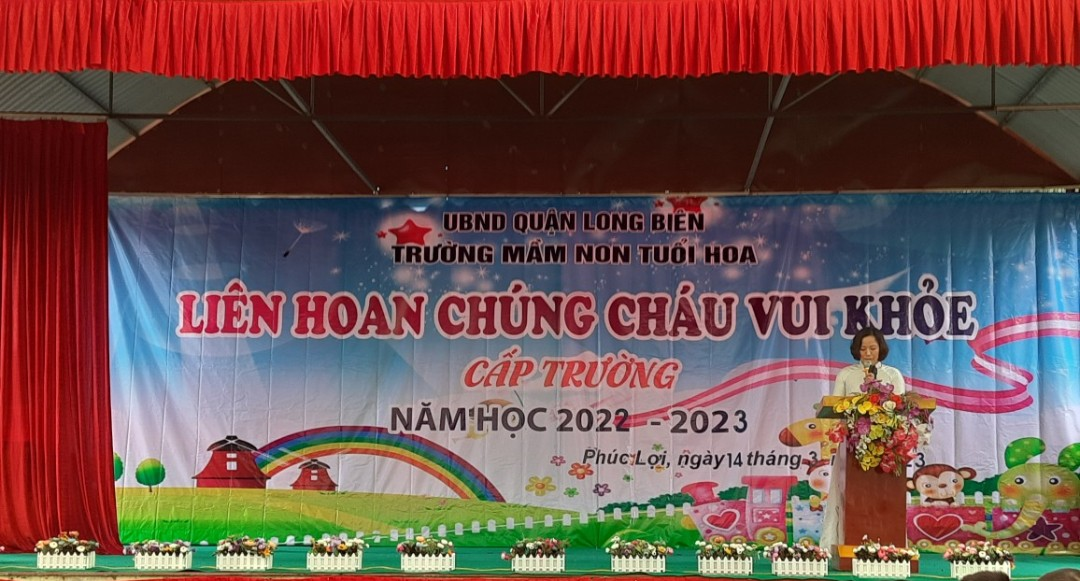 UBND QUẬN LONG BIÊN
TRƯỜNG MẦM NON TUỔI HOA
LIÊN HOAN CHÚNG CHÁU VUI KHỎE
CẤP TRƯỜNG
NĂM HỌC 2022 - 2023
Phúc Lợi, ngày 14 tháng 3 3